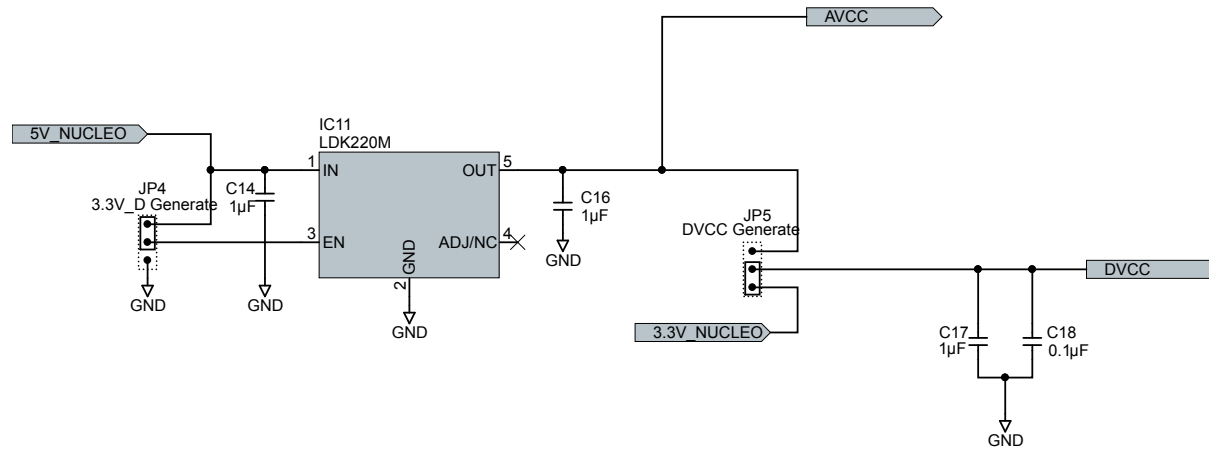 AVCC
5V_NUCLEO
IC11
LDK220M
1
IN
OUT
5
JP4
3.3V_D Generate
C14
1µF
C16
1µF
3
EN
ADJ/NC
4
GND
2
GND
GND
GND
GND
JP5
DVCC Generate
DVCC
3.3V_NUCLEO
C17
1µF
C18
0.1µF
GND